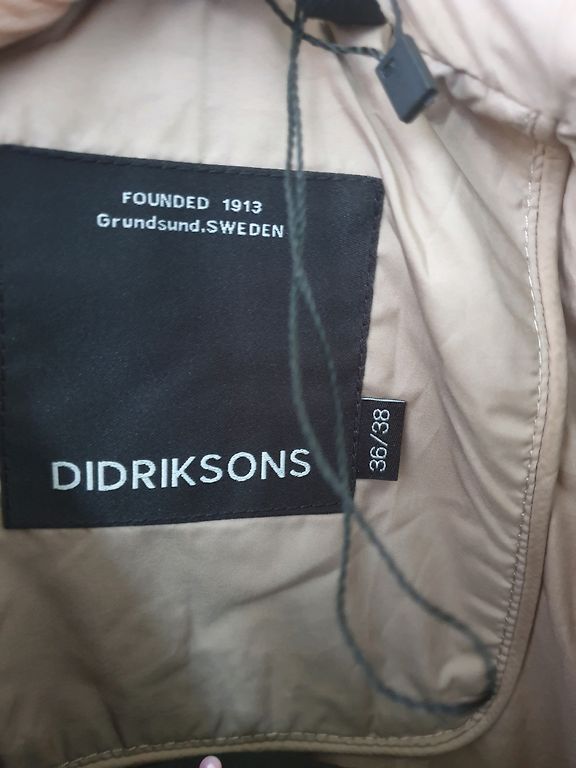 FOUNDED 1913
Grundsund.SWEDEN
DIDRIKSONS
36/38